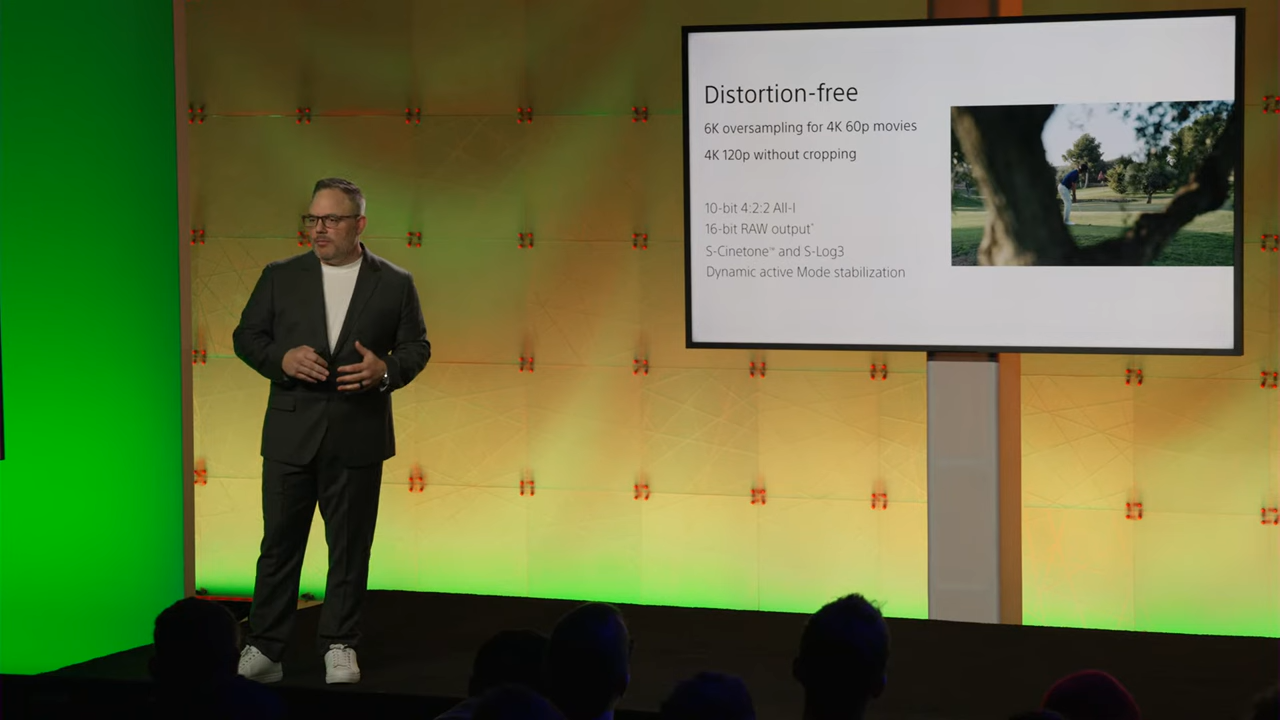 Distortion-free
6K oversampling for 4K 60p movies
4K 120p without cropping
10-bit 4:2:2 All-I
16-bit RAW output*
S-Cinetone™ and S-Log3
Dynamic active Mode stabilization